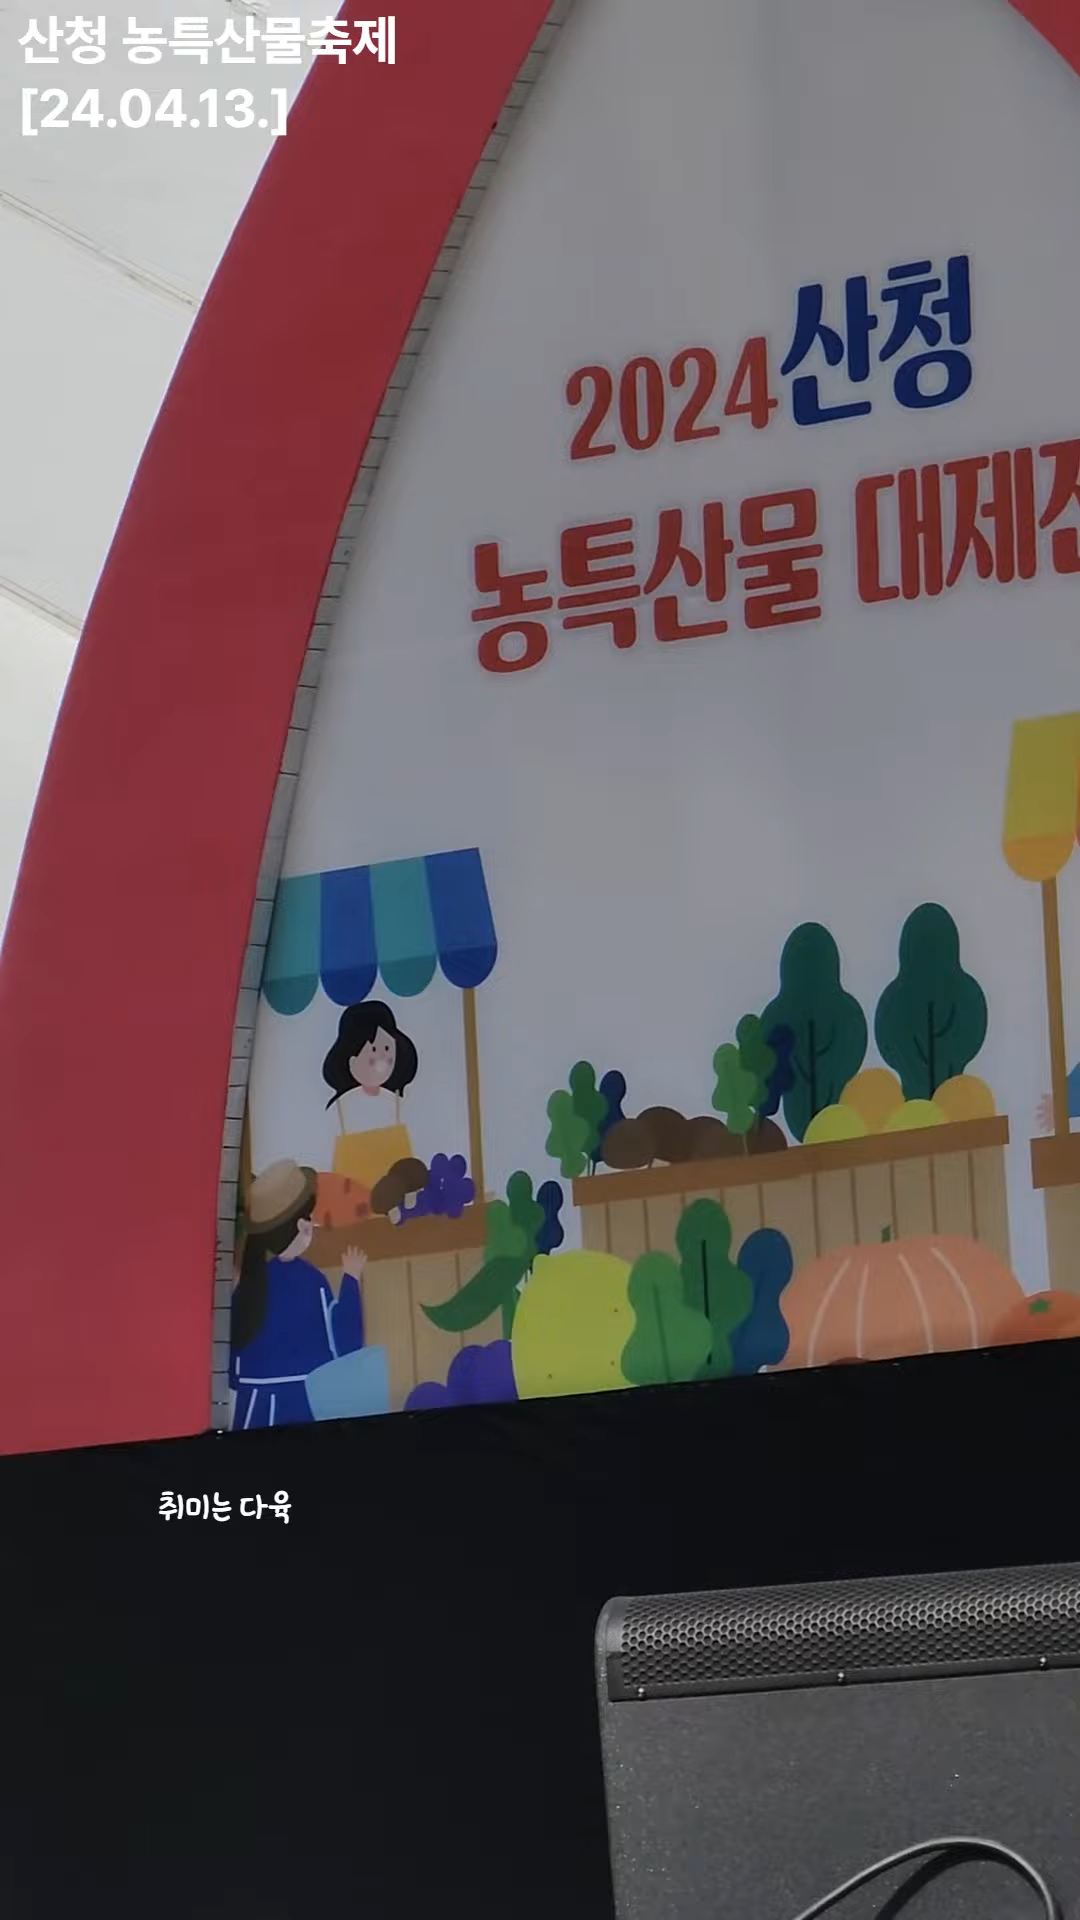 산청 농특산물축제
[24.04.13.]
2024산청
농특산물 대제전
취미는 다육